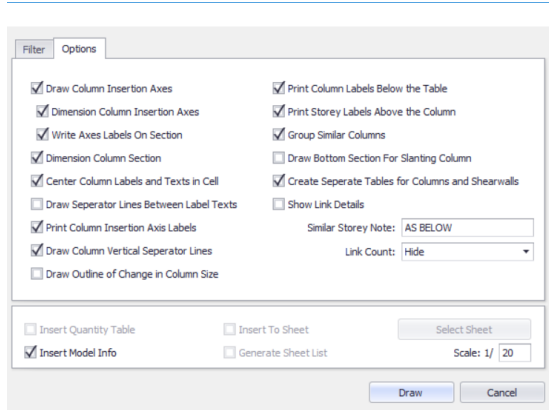 Filter Options
Draw Column Insertion Axes
Dimension Column Insertion Axes
Write Axes Labels On Section
Dimension Column Section
Center Column Labels and Texts in Cell
Draw Seperator Lines Between Label Texts
Print Column Insertion Axis Labels
Draw Column Vertical Seperator Lines
Draw Outline of Change in Column Size
Print Column Labels Below the Table
Print Storey Labels Above the Column
Group Similar Columns
Draw Bottom Section For Slanting Column
Create Seperate Tables for Columns and Shearwalls
Show Link Details
Similar Storey Note: AS BELOW
Link Count: Hide
Insert Quantity Table
Insert Model Info
Insert To Sheet
Generate Sheet List
Select Sheet
Scale: 1/ 20
Draw Cancel